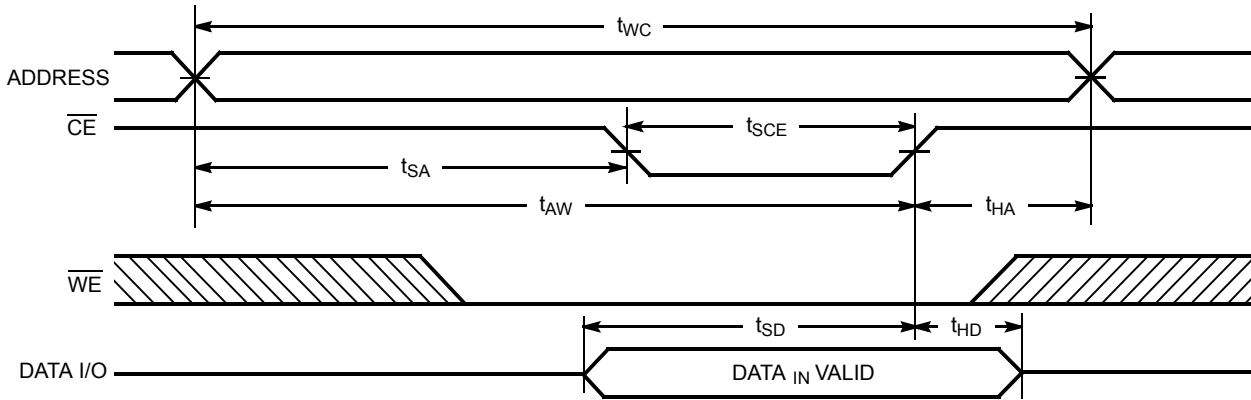 tWC
ADDRESS
CE
tSCE
tSA
tAW
tHA
WE
tSD
tHD
DATA I/O
DATA IN VALID